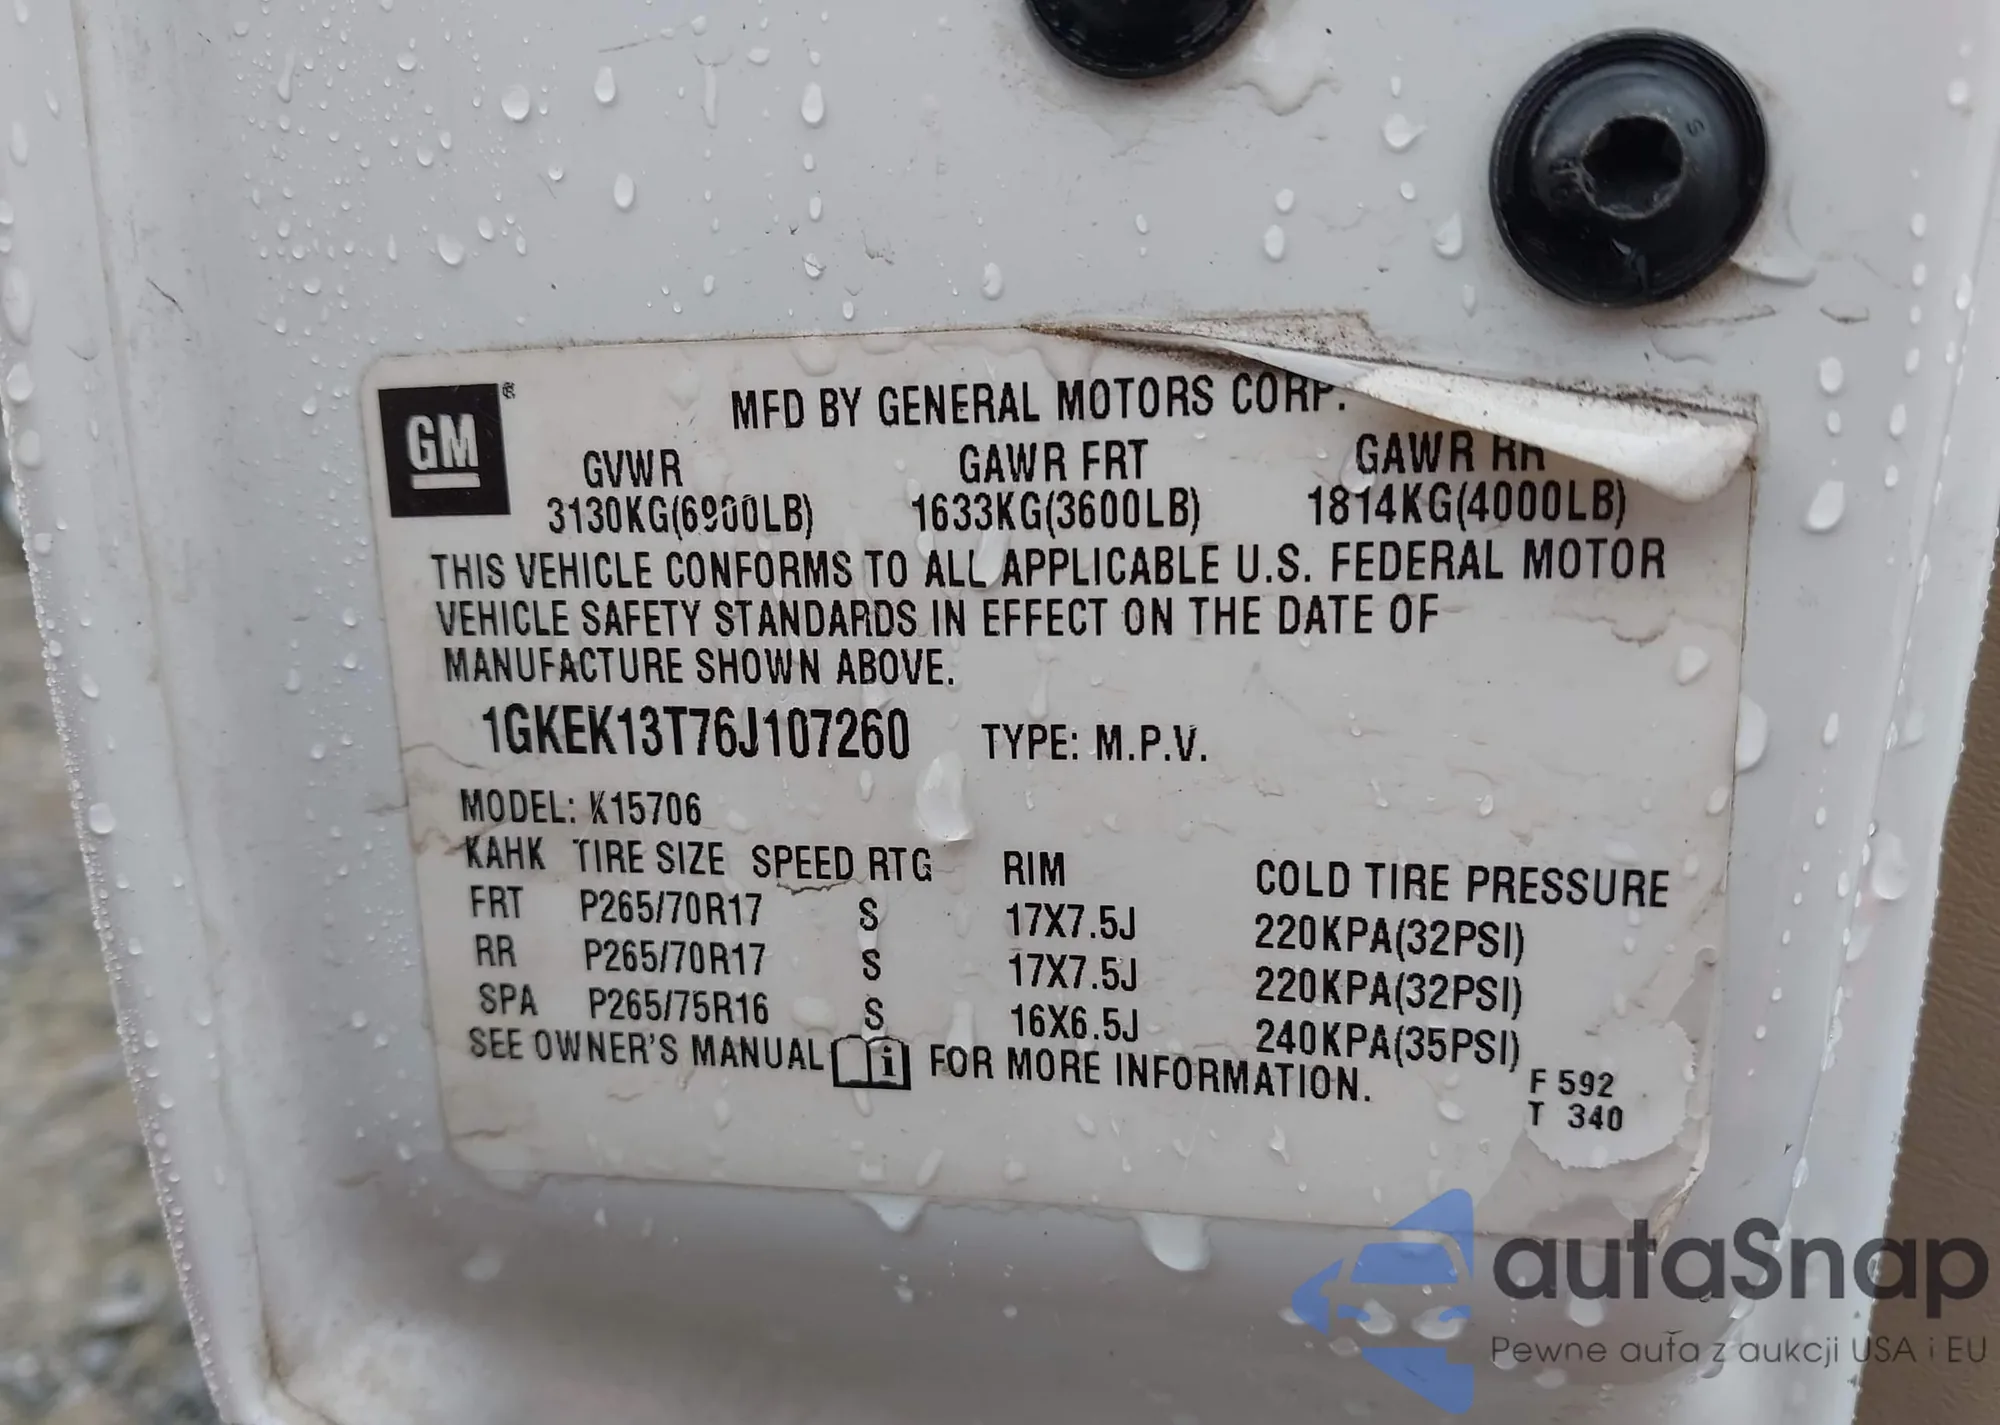 GM ®
MFD BY GENERAL MOTORS CORP.
GVWR GAWR FRT GAWR RR
3130KG(6900LB) 1633KG(3600LB) 1814KG(4000LB)
THIS VEHICLE CONFORMS TO ALL APPLICABLE U.S. FEDERAL MOTOR
VEHICLE SAFETY STANDARDS IN EFFECT ON THE DATE OF
MANUFACTURE SHOWN ABOVE.
1GKEK13T76J107260 TYPE: M.P.V.
MODEL: K15706
KAHK TIRE SIZE SPEED RTG RIM COLD TIRE PRESSURE
FRT P265/70R17 S 17X7.5J 220KPA(32PSI)
RR P265/70R17 S 17X7.5J 220KPA(32PSI)
SPA P265/75R16 S 16X6.5J 240KPA(35PSI)
SEE OWNER'S MANUAL i FOR MORE INFORMATION.
F 592
T 340
autaSnap
Pewne auta z aukcji USA i EU